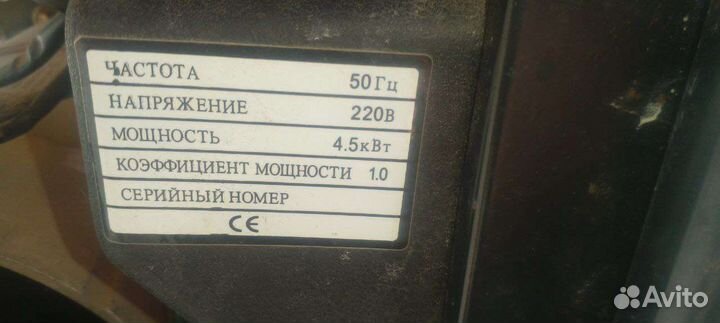 ЧАСТОТА 50Гц
НАПРЯЖЕНИЕ 220В
МОЩНОСТЬ 4.5кВт
КОЭФФИЦИЕНТ МОЩНОСТИ 1.0
СЕРИЙНЫЙ НОМЕР
CE
Avito